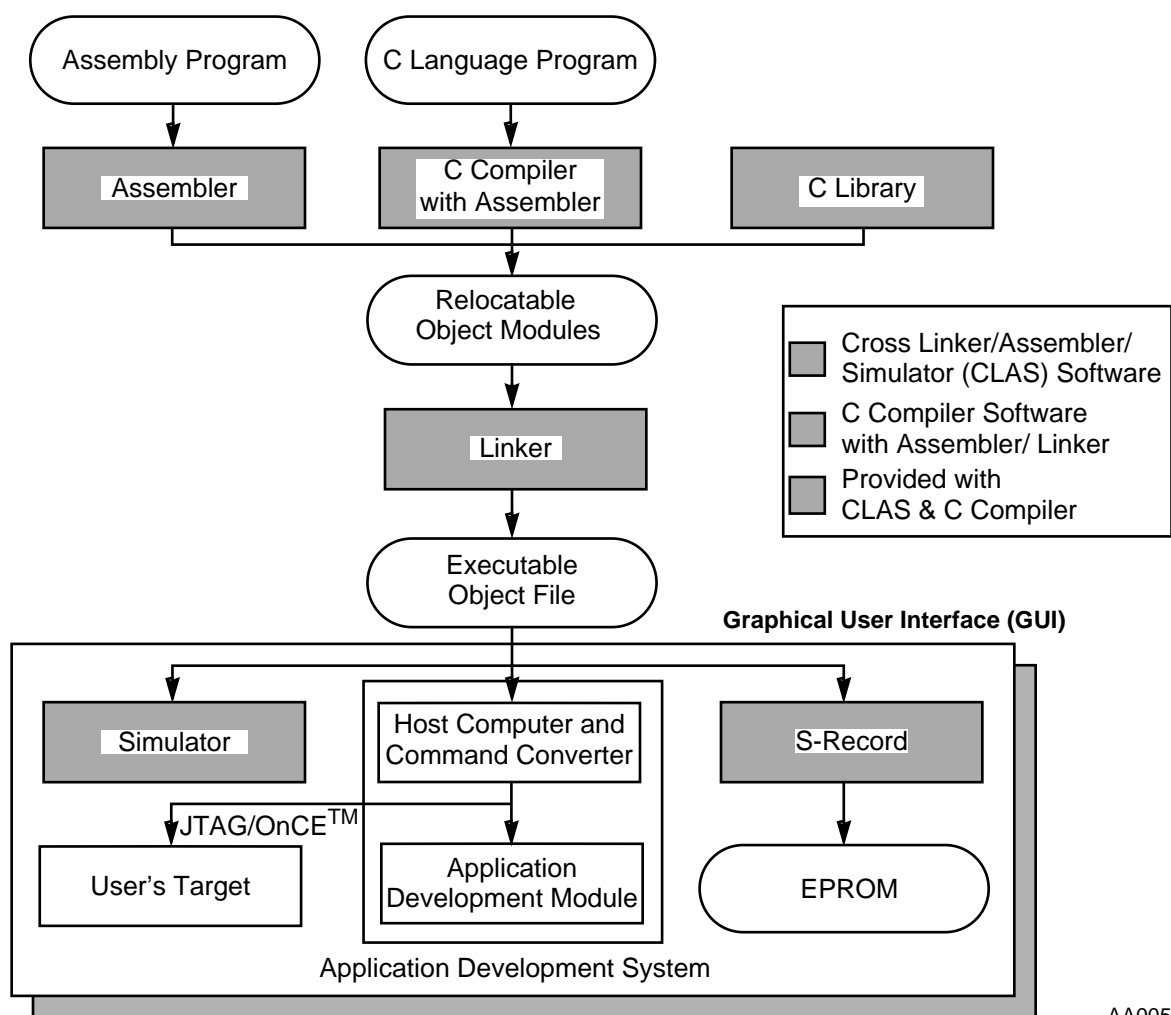 Assembly Program
C Language Program
Assembler
C Compiler
with Assembler
C Library
Relocatable
Object Modules
Cross Linker/Assembler/
Simulator (CLAS) Software
C Compiler Software
with Assembler/ Linker
Provided with
CLAS & C Compiler
Linker
Executable
Object File
Graphical User Interface (GUI)
Simulator
Host Computer and
Command Converter
S-Record
JTAG/OnCE™
User's Target
Application
Development Module
EPROM
Application Development System
AA005